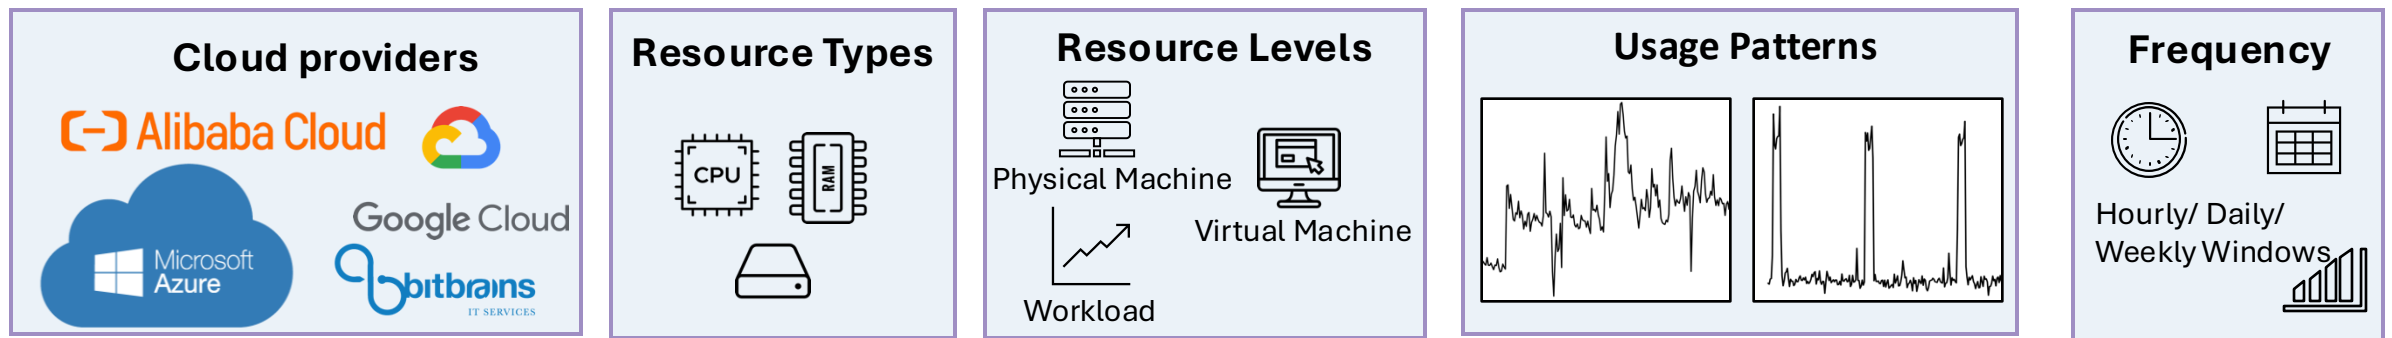 Cloud providers
Alibaba Cloud
Google Cloud
Microsoft
Azure
bitbrains
IT SERVICES
Resource Types
CPU
RAM
Resource Levels
Physical Machine
Virtual Machine
Workload
Usage Patterns
Frequency
Hourly/ Daily/
Weekly Windows